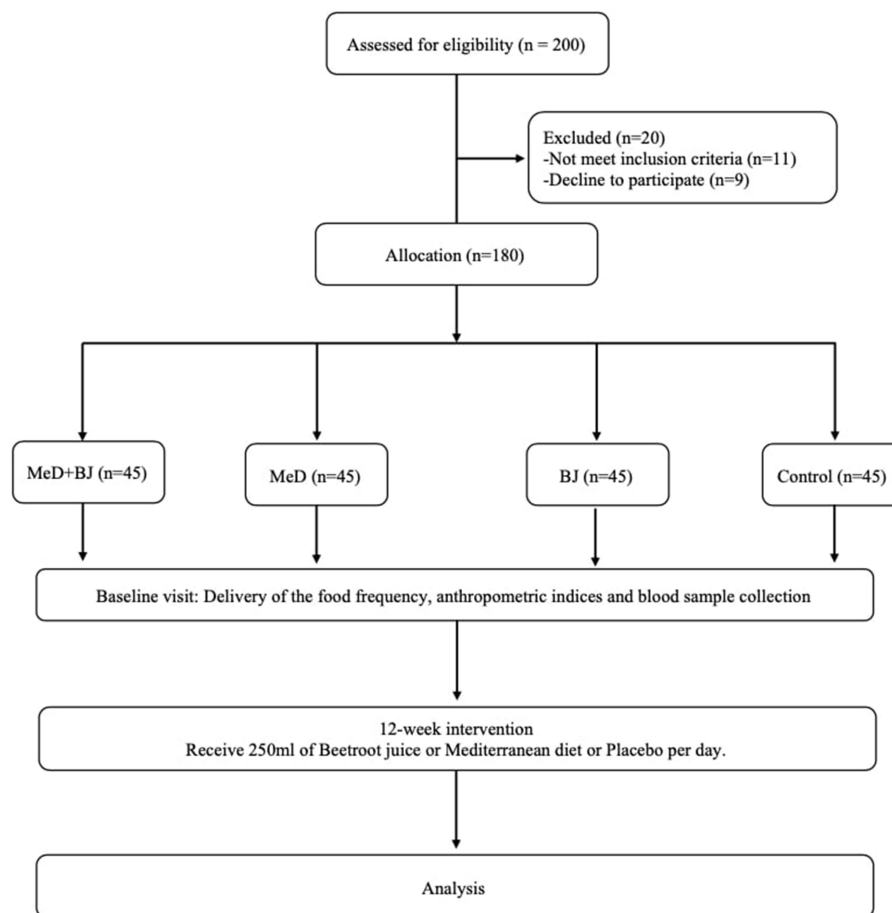 Assessed for eligibility (n = 200)
Excluded (n=20)
-Not meet inclusion criteria (n=11)
-Decline to participate (n=9)
Allocation (n=180)
MeD+BJ (n=45)
MeD (n=45)
BJ (n=45)
Control (n=45)
Baseline visit: Delivery of the food frequency, anthropometric indices and blood sample collection
12-week intervention
Receive 250ml of Beetroot juice or Mediterranean diet or Placebo per day.
Analysis